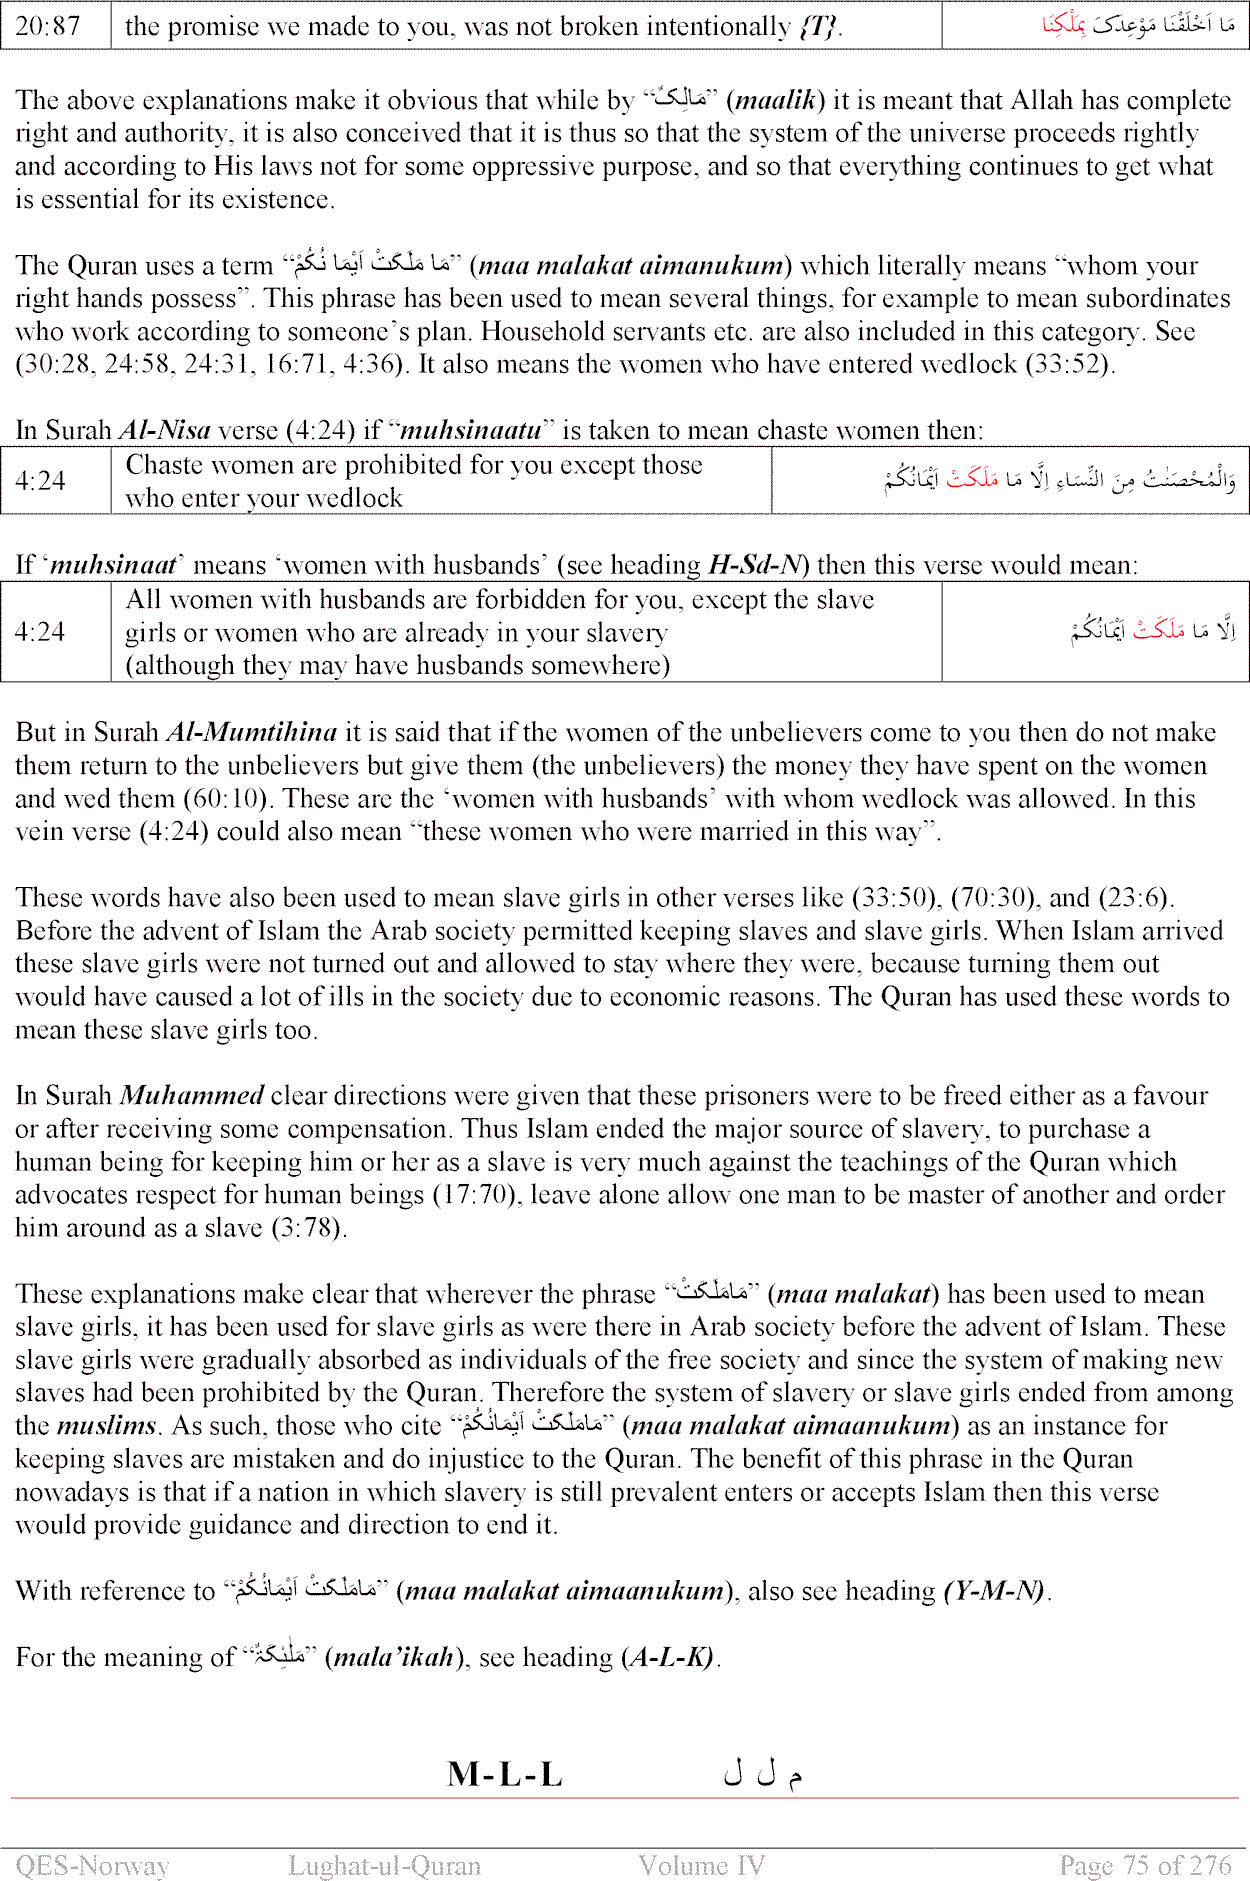 20:87 the promise we made to you, was not broken intentionally {T}. مَا اَخْلَفْنَا مَوْعِدَکَ بِمَلْکِنَا
The above explanations make it obvious that while by “مَالِکٌ” (maalik) it is meant that Allah has complete
right and authority, it is also conceived that it is thus so that the system of the universe proceeds rightly
and according to His laws not for some oppressive purpose, and so that everything continues to get what
is essential for its existence.
The Quran uses a term “مَا مَلَکَتْ اَیْمَا نُکُمْ” (maa malakat aimanukum) which literally means “whom your
right hands possess”. This phrase has been used to mean several things, for example to mean subordinates
who work according to someone’s plan. Household servants etc. are also included in this category. See
(30:28, 24:58, 24:31, 16:71, 4:36). It also means the women who have entered wedlock (33:52).
In Surah Al-Nisa verse (4:24) if “muhsinaatu” is taken to mean chaste women then:
4:24 Chaste women are prohibited for you except those who enter your wedlock وَالْمُحْصَنٰتُ مِنَ النِّسَاءِ اِلَّا مَا مَلَکَتْ اَیْمَانُکُمْ
If ‘muhsinaat’ means ‘women with husbands’ (see heading H-Sd-N) then this verse would mean:
4:24 All women with husbands are forbidden for you, except the slave
girls or women who are already in your slavery اِلَّا مَا مَلَکَتْ اَیْمَانُکُمْ
(although they may have husbands somewhere)
But in Surah Al-Mumtihina it is said that if the women of the unbelievers come to you then do not make
them return to the unbelievers but give them (the unbelievers) the money they have spent on the women
and wed them (60:10). These are the ‘women with husbands’ with whom wedlock was allowed. In this
vein verse (4:24) could also mean “these women who were married in this way”.
These words have also been used to mean slave girls in other verses like (33:50), (70:30), and (23:6).
Before the advent of Islam the Arab society permitted keeping slaves and slave girls. When Islam arrived
these slave girls were not turned out and allowed to stay where they were, because turning them out
would have caused a lot of ills in the society due to economic reasons. The Quran has used these words to
mean these slave girls too.
In Surah Muhammed clear directions were given that these prisoners were to be freed either as a favour
or after receiving some compensation. Thus Islam ended the major source of slavery, to purchase a
human being for keeping him or her as a slave is very much against the teachings of the Quran which
advocates respect for human beings (17:70), leave alone allow one man to be master of another and order
him around as a slave (3:78).
These explanations make clear that wherever the phrase “مَامَلَکَتْ” (maa malakat) has been used to mean
slave girls, it has been used for slave girls as were there in Arab society before the advent of Islam. These
slave girls were gradually absorbed as individuals of the free society and since the system of making new
slaves had been prohibited by the Quran. Therefore the system of slavery or slave girls ended from among
the muslims. As such, those who cite “مَامَلَکَتْ اَیْمَانُکُمْ” (maa malakat aimaanukum) as an instance for
keeping slaves are mistaken and do injustice to the Quran. The benefit of this phrase in the Quran
nowadays is that if a nation in which slavery is still prevalent enters or accepts Islam then this verse
would provide guidance and direction to end it.
With reference to “مَامَلَکَتْ اَیْمَانُکُمْ” (maa malakat aimaanukum), also see heading (Y-M-N).
For the meaning of “مَلٰئِکَۃٌ” (mala’ikah), see heading (A-L-K).
M-L-L م ل ل
QES-Norway Lughat-ul-Quran Volume IV Page 75 of 276